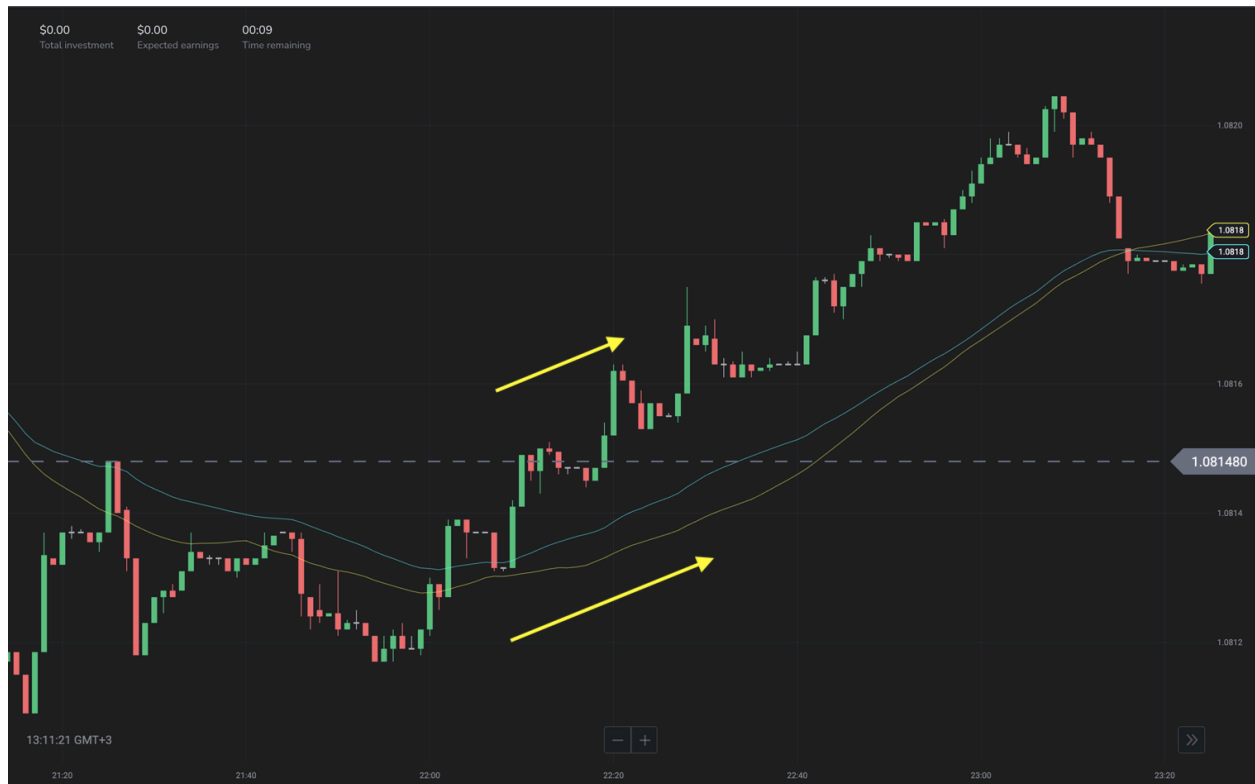 $0.00 $0.00 00:09
Total investment Expected earnings Time remaining
1.0820
1.0818
1.0818
1.0816
1.081480
1.0814
1.0812
13:11:21 GMT+3
− +
21:20 21:40 22:00 22:20 22:40 23:00 23:20